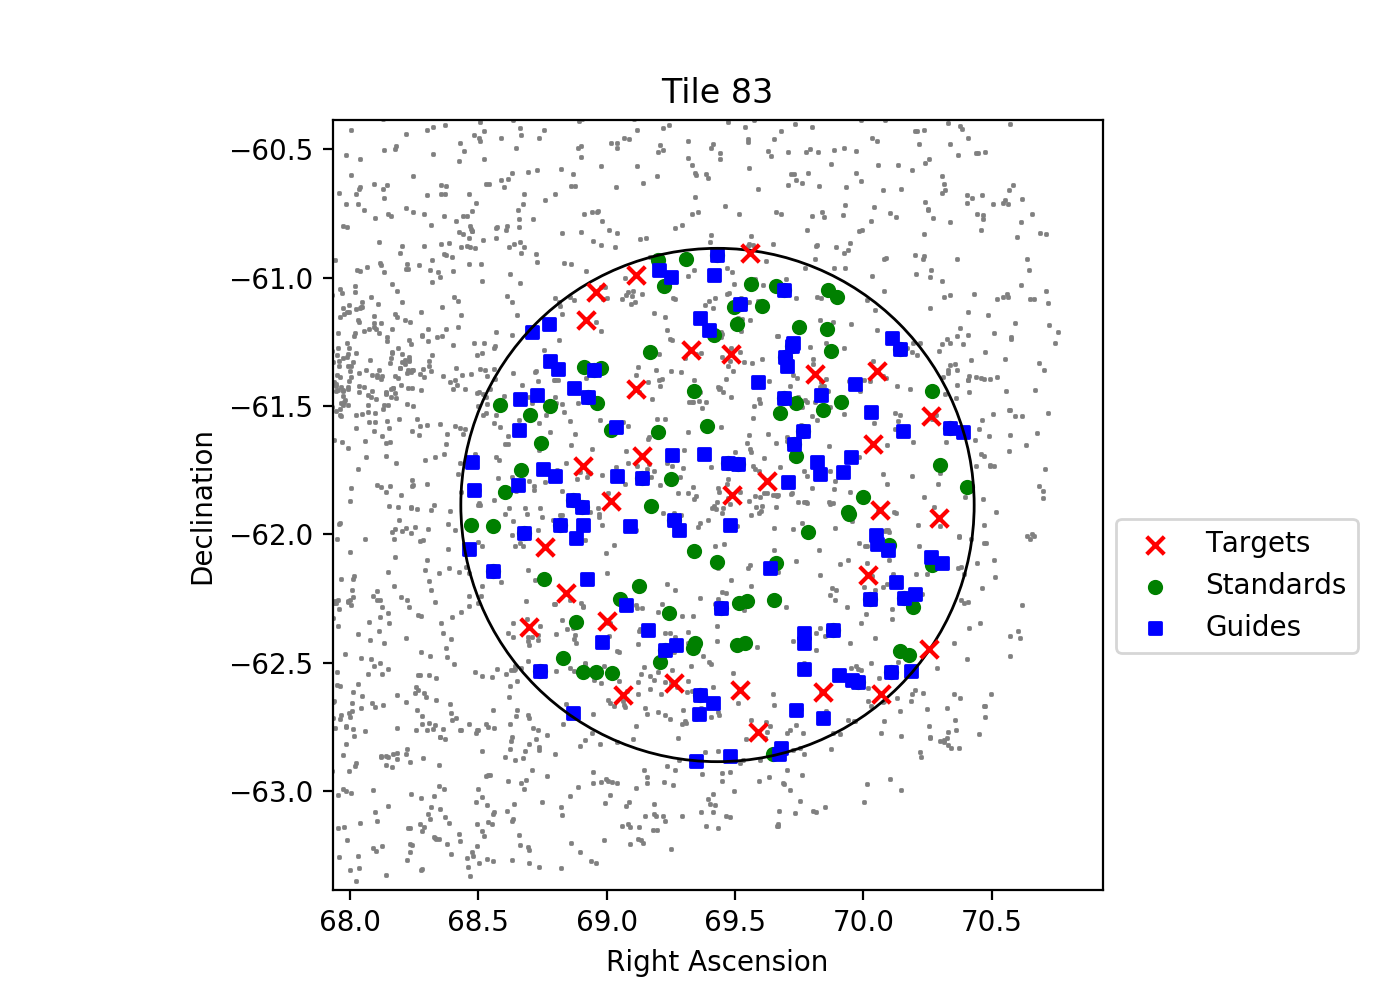 Tile 83
−60.5
−61.0
−61.5
−62.0
−62.5
−63.0
Declination
68.0 68.5 69.0 69.5 70.0 70.5
Right Ascension
Targets
Standards
Guides